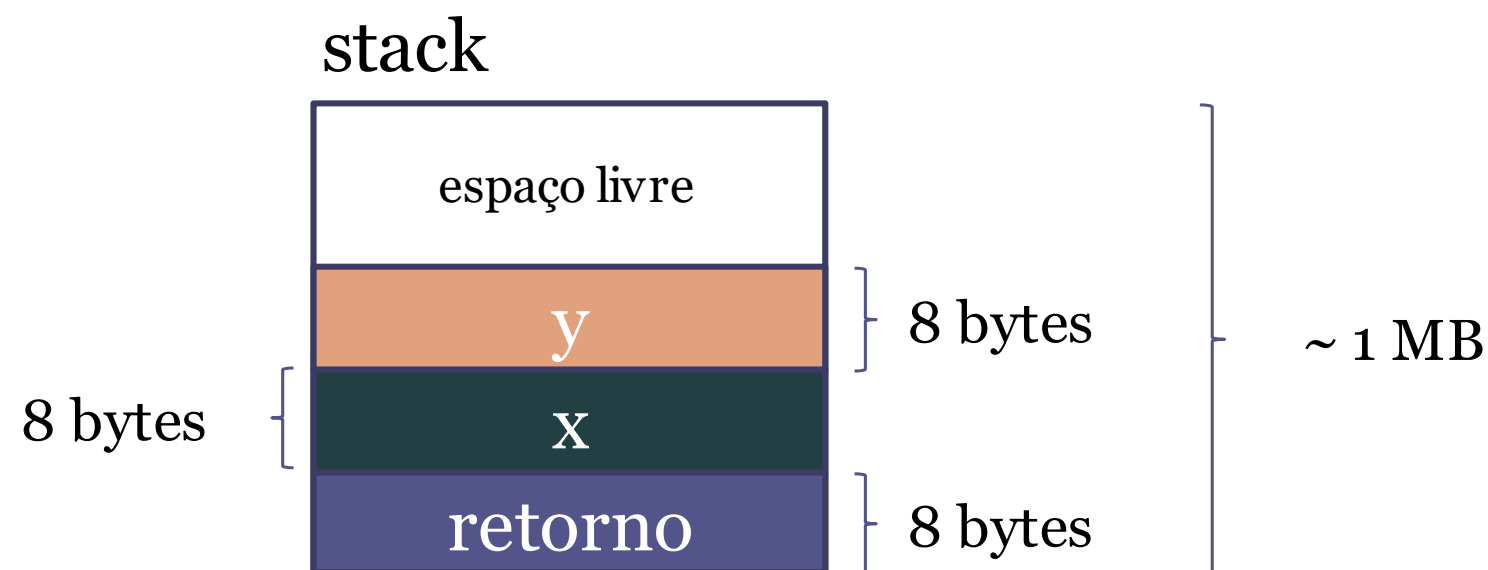 stack
espaço livre
y
8 bytes
~ 1 MB
8 bytes
x
retorno
8 bytes